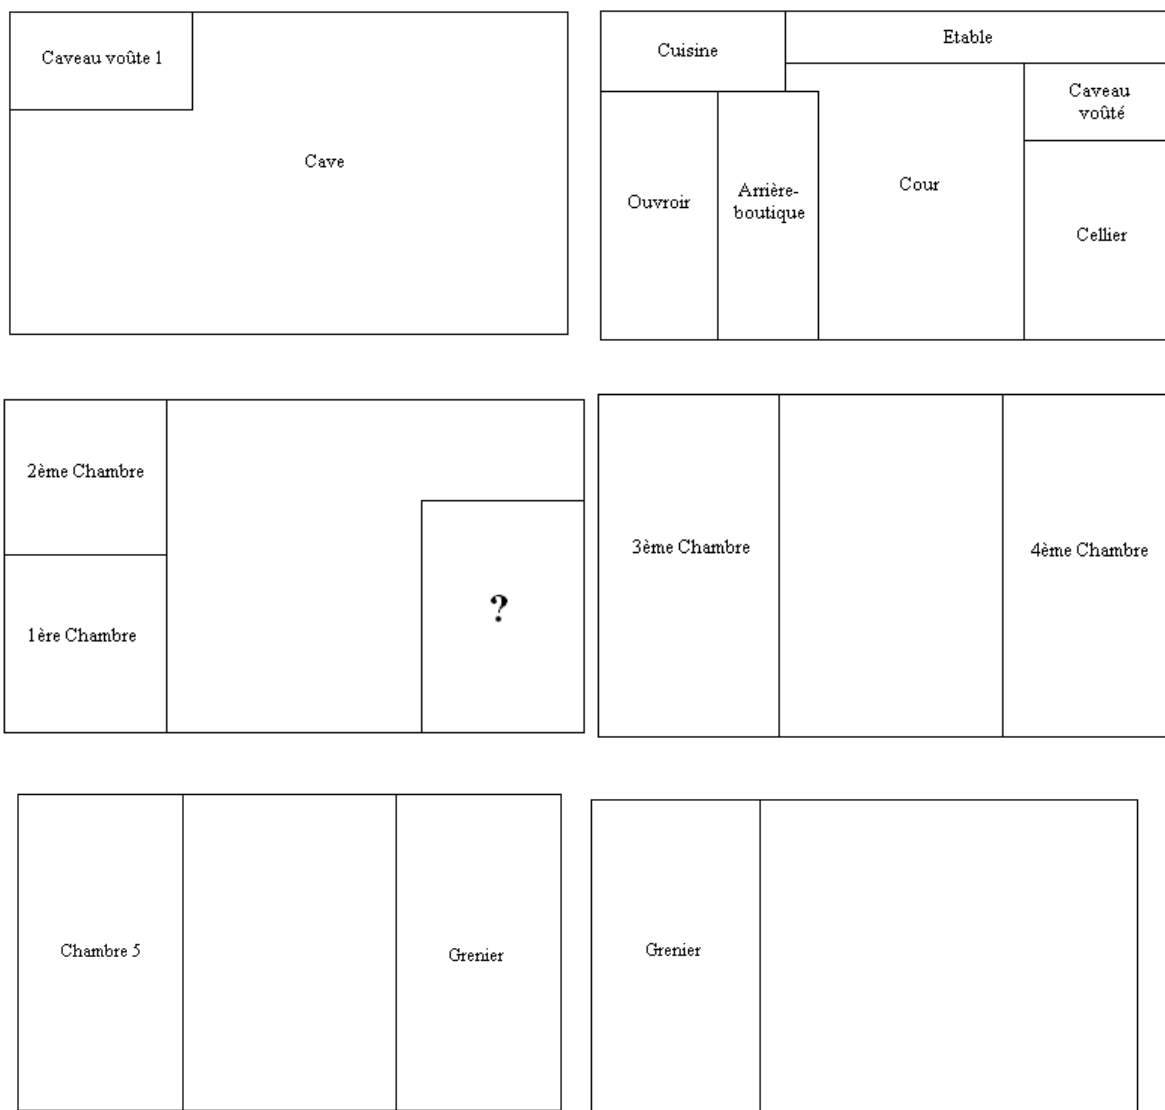 Caveau voûte 1
Cave
Cuisine
Etable
Caveau
voûté
Ouvroir
Arrière-
boutique
Cour
Cellier
2ème Chambre
1ère Chambre
?
3ème Chambre
4ème Chambre
Chambre 5
Grenier
Grenier